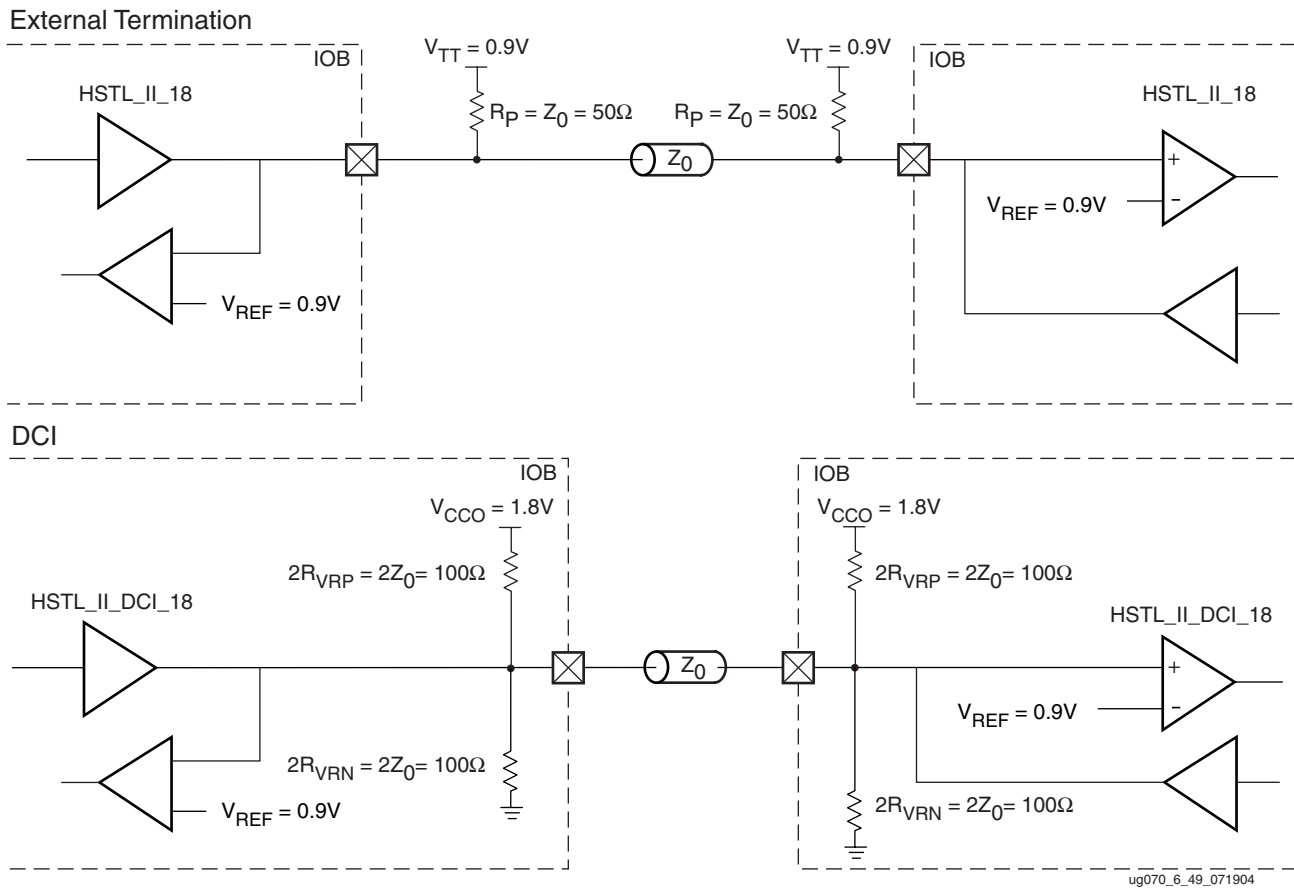 External Termination
IOB
V_TT = 0.9V
V_TT = 0.9V
IOB
HSTL_II_18
R_P = Z_0 = 50Ω
R_P = Z_0 = 50Ω
HSTL_II_18
Z_0
+
V_REF = 0.9V
-
V_REF = 0.9V
DCI
IOB
IOB
V_CCO = 1.8V
V_CCO = 1.8V
2R_VRP = 2Z_0= 100Ω
2R_VRP = 2Z_0= 100Ω
HSTL_II_DCI_18
HSTL_II_DCI_18
Z_0
+
V_REF = 0.9V
-
2R_VRN = 2Z_0= 100Ω
V_REF = 0.9V
2R_VRN = 2Z_0= 100Ω
ug070_6_49_071904